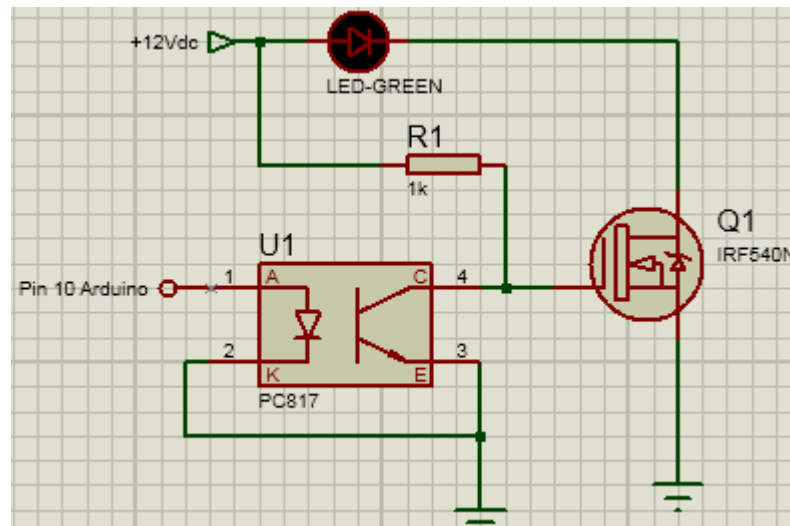 +12Vdc
LED-GREEN
R1
1k
Q1
IRF540N
U1
Pin 10 Arduino
1
A
C
4
2
K
E
3
PC817